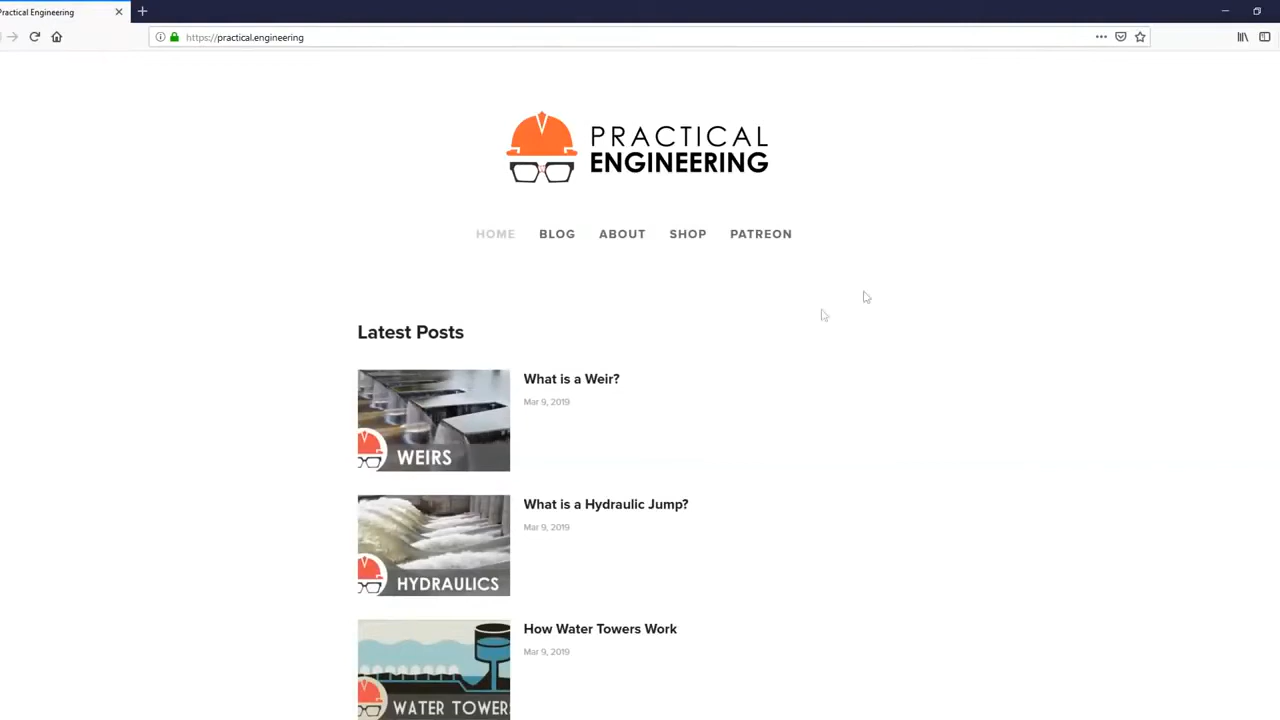 Practical Engineering
https://practical.engineering
PRACTICAL
ENGINEERING
HOME BLOG ABOUT SHOP PATREON
Latest Posts
What is a Weir?
Mar 9, 2019
WEIRS
What is a Hydraulic Jump?
Mar 9, 2019
HYDRAULICS
How Water Towers Work
Mar 9, 2019
WATER TOWERS